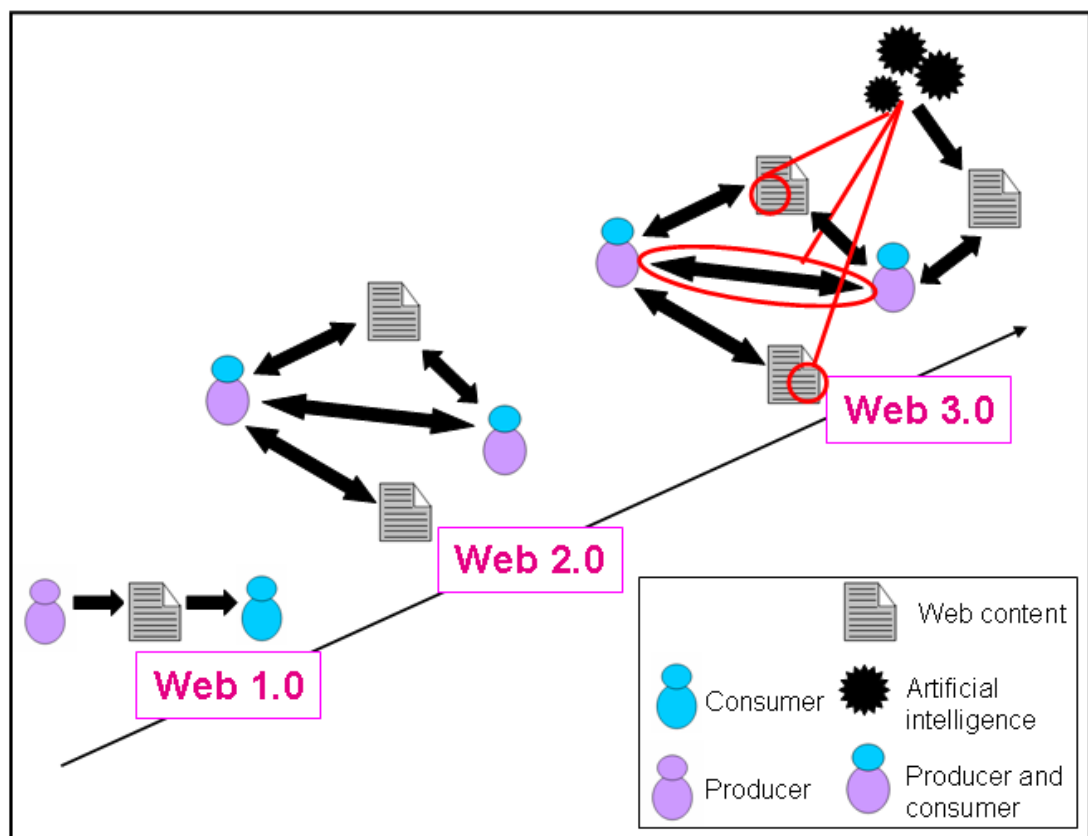 Web 3.0
Web 2.0
Web 1.0
Web content
Consumer
Artificial
intelligence
Producer
Producer and
consumer